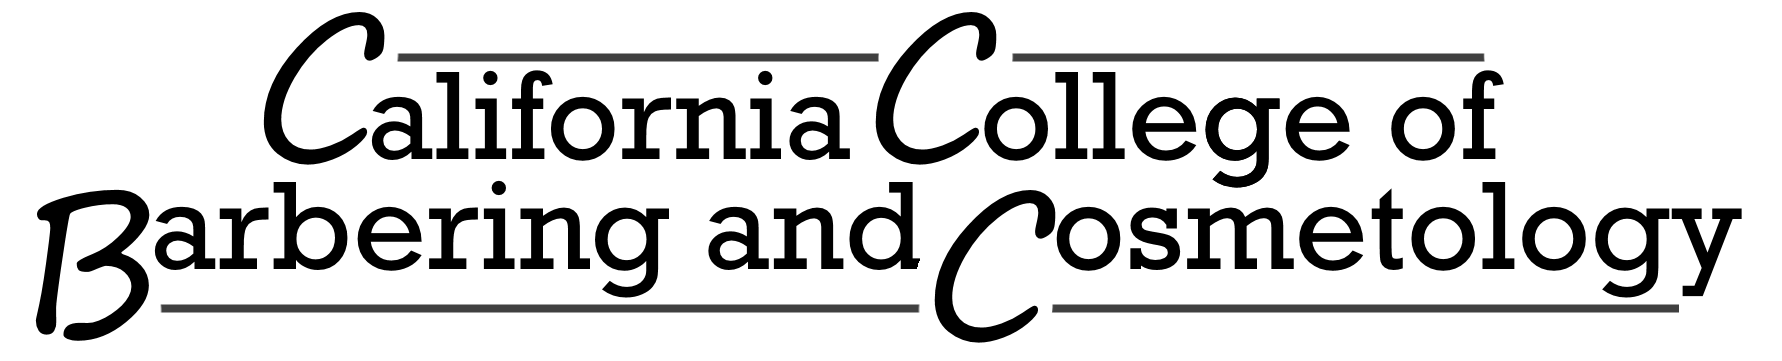 California College of
Barbering and Cosmetology